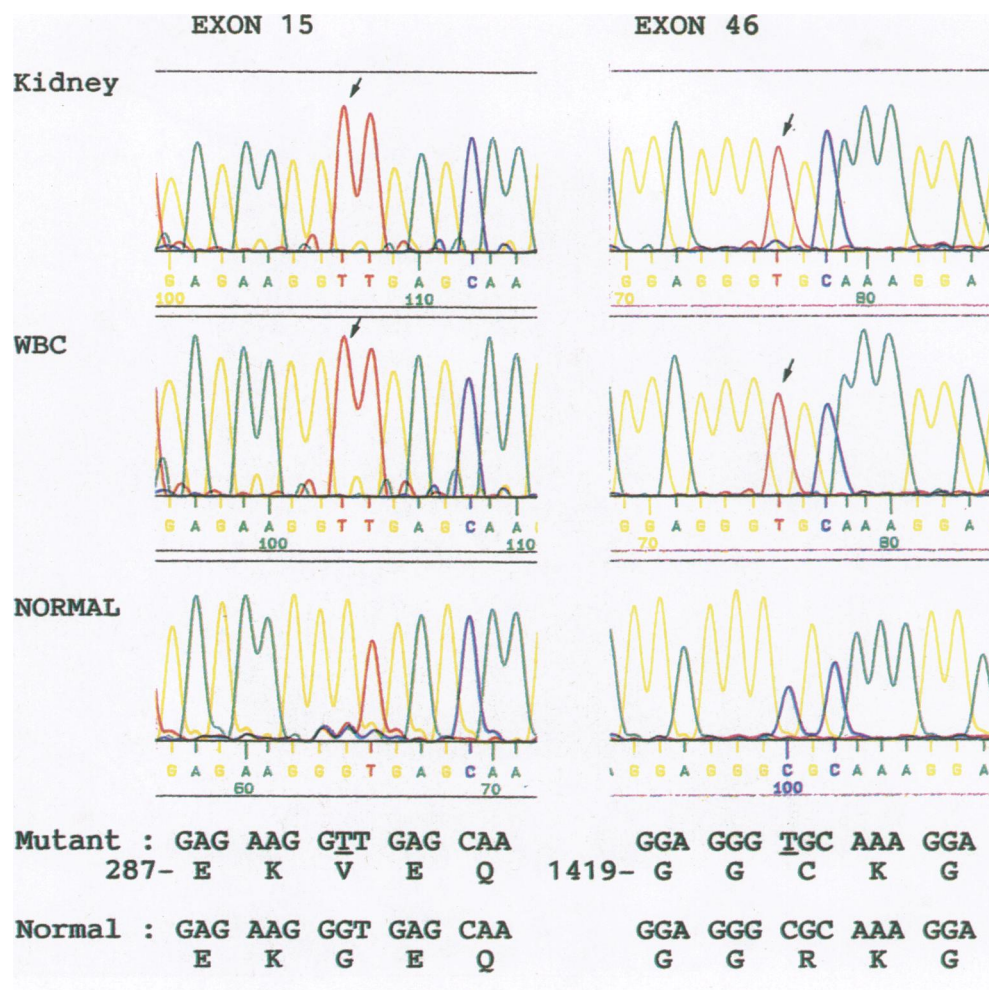 EXON 15 EXON 46
Kidney
G A G A A G G T T G A G C A A G G A G G G T G C A A A G G A
100 110 70 80
WBC
G A G A A G G T T G A G C A A G G A G G G T G C A A A G G A
100 110 70 80
NORMAL
G A G A A G G G T G A G C A A A G G A G G G C G C A A A G G A
60 70 100
Mutant : GAG AAG GTT GAG CAA GGA GGG TGC AAA GGA
287- E K V E Q 1419- G G C K G
Normal : GAG AAG GGT GAG CAA GGA GGG CGC AAA GGA
E K G E Q G G R K G